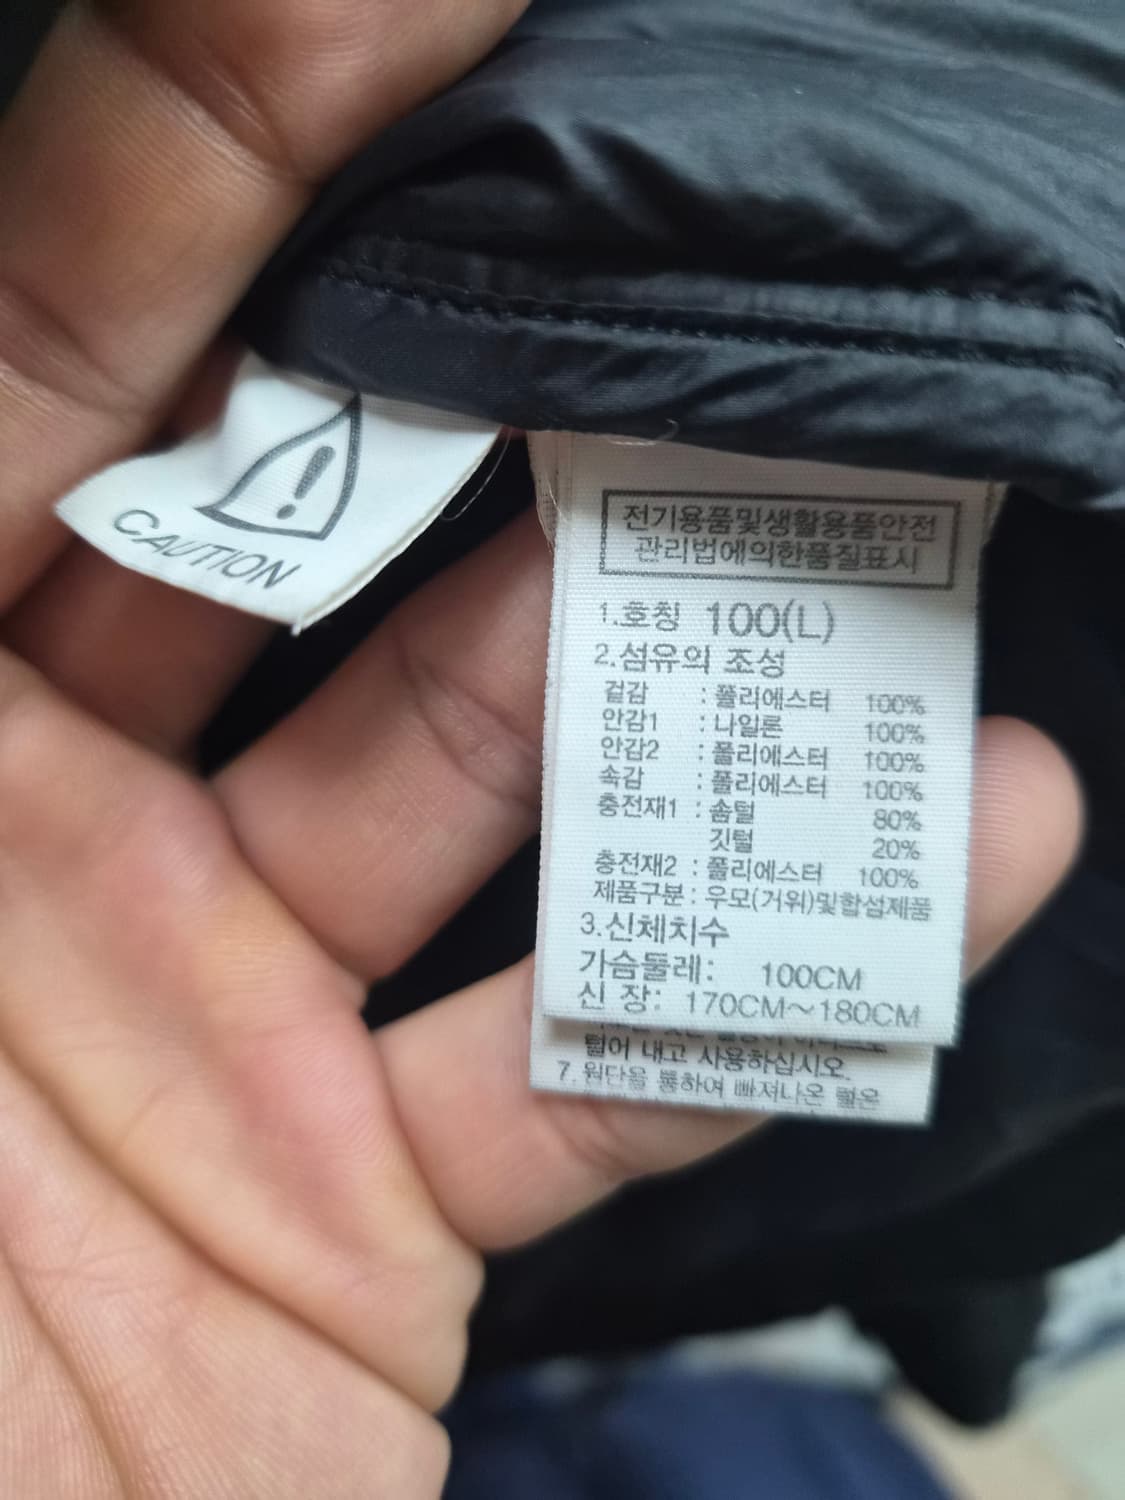 CAUTION
전기용품및생활용품안전
관리법에의한품질표시
1.호칭 100(L)
2.섬유의 조성
겉감 : 폴리에스터 100%
안감1 : 나일론 100%
안감2 : 폴리에스터 100%
속감 : 폴리에스터 100%
충전재1 : 솜털 80%
깃털 20%
충전재2 : 폴리에스터 100%
제품구분 : 우모(거위)및합섬제품
3.신체치수
가슴둘레: 100CM
신 장: 170CM~180CM
털어 내고 사용하십시오.
7.원단을 통하여 빠져나온 털은